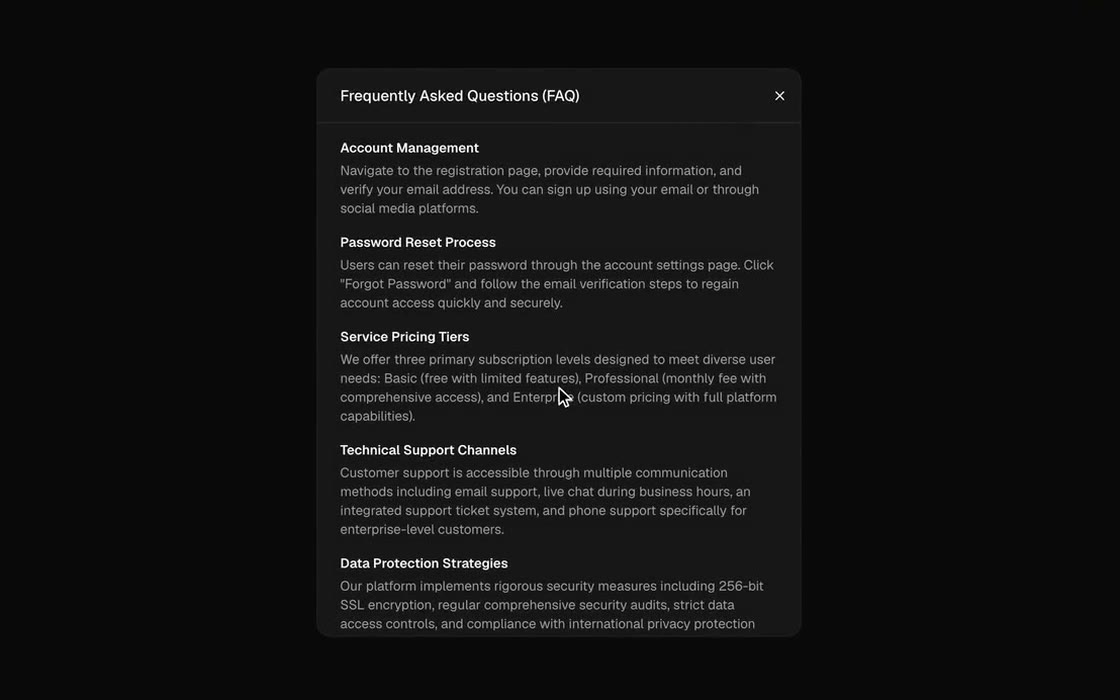 Frequently Asked Questions (FAQ)
Account Management
Navigate to the registration page, provide required information, and
verify your email address. You can sign up using your email or through
social media platforms.
Password Reset Process
Users can reset their password through the account settings page. Click
"Forgot Password" and follow the email verification steps to regain
account access quickly and securely.
Service Pricing Tiers
We offer three primary subscription levels designed to meet diverse user
needs: Basic (free with limited features), Professional (monthly fee with
comprehensive access), and Enterprise (custom pricing with full platform
capabilities).
Technical Support Channels
Customer support is accessible through multiple communication
methods including email support, live chat during business hours, an
integrated support ticket system, and phone support specifically for
enterprise-level customers.
Data Protection Strategies
Our platform implements rigorous security measures including 256-bit
SSL encryption, regular comprehensive security audits, strict data
access controls, and compliance with international privacy protection